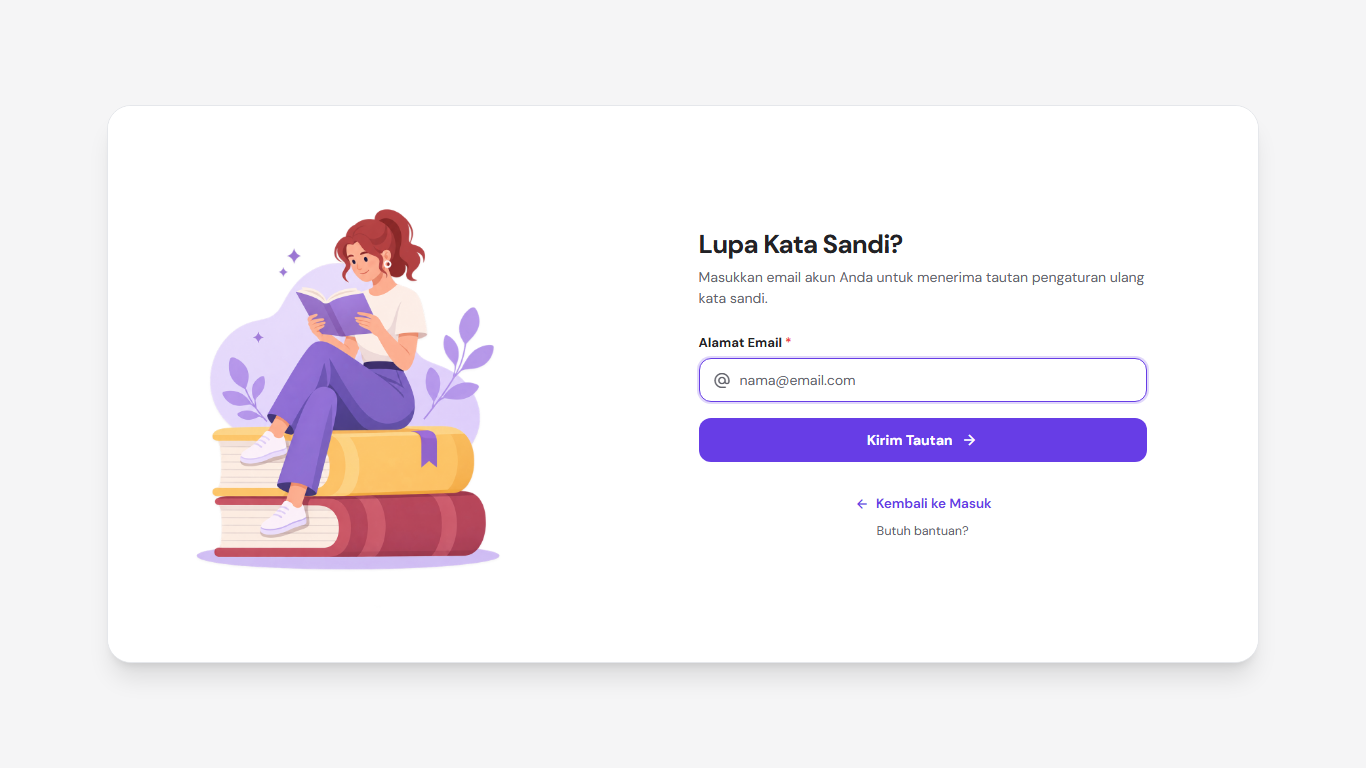 Lupa Kata Sandi?
Masukkan email akun Anda untuk menerima tautan pengaturan ulang
kata sandi.
Alamat Email *
@ nama@email.com
Kirim Tautan →
← Kembali ke Masuk
Butuh bantuan?